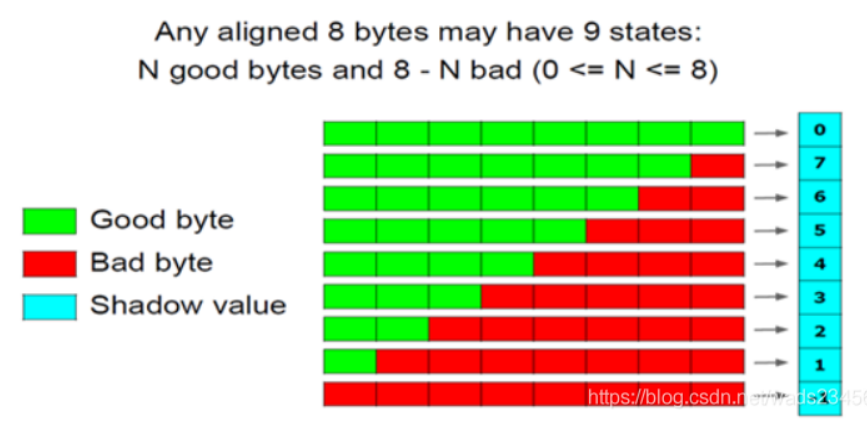 Any aligned 8 bytes may have 9 states:
N good bytes and 8 - N bad (0 <= N <= 8)
0
7
6
Good byte
5
Bad byte
4
Shadow value
3
2
1
-1
https://blog.csdn.net/